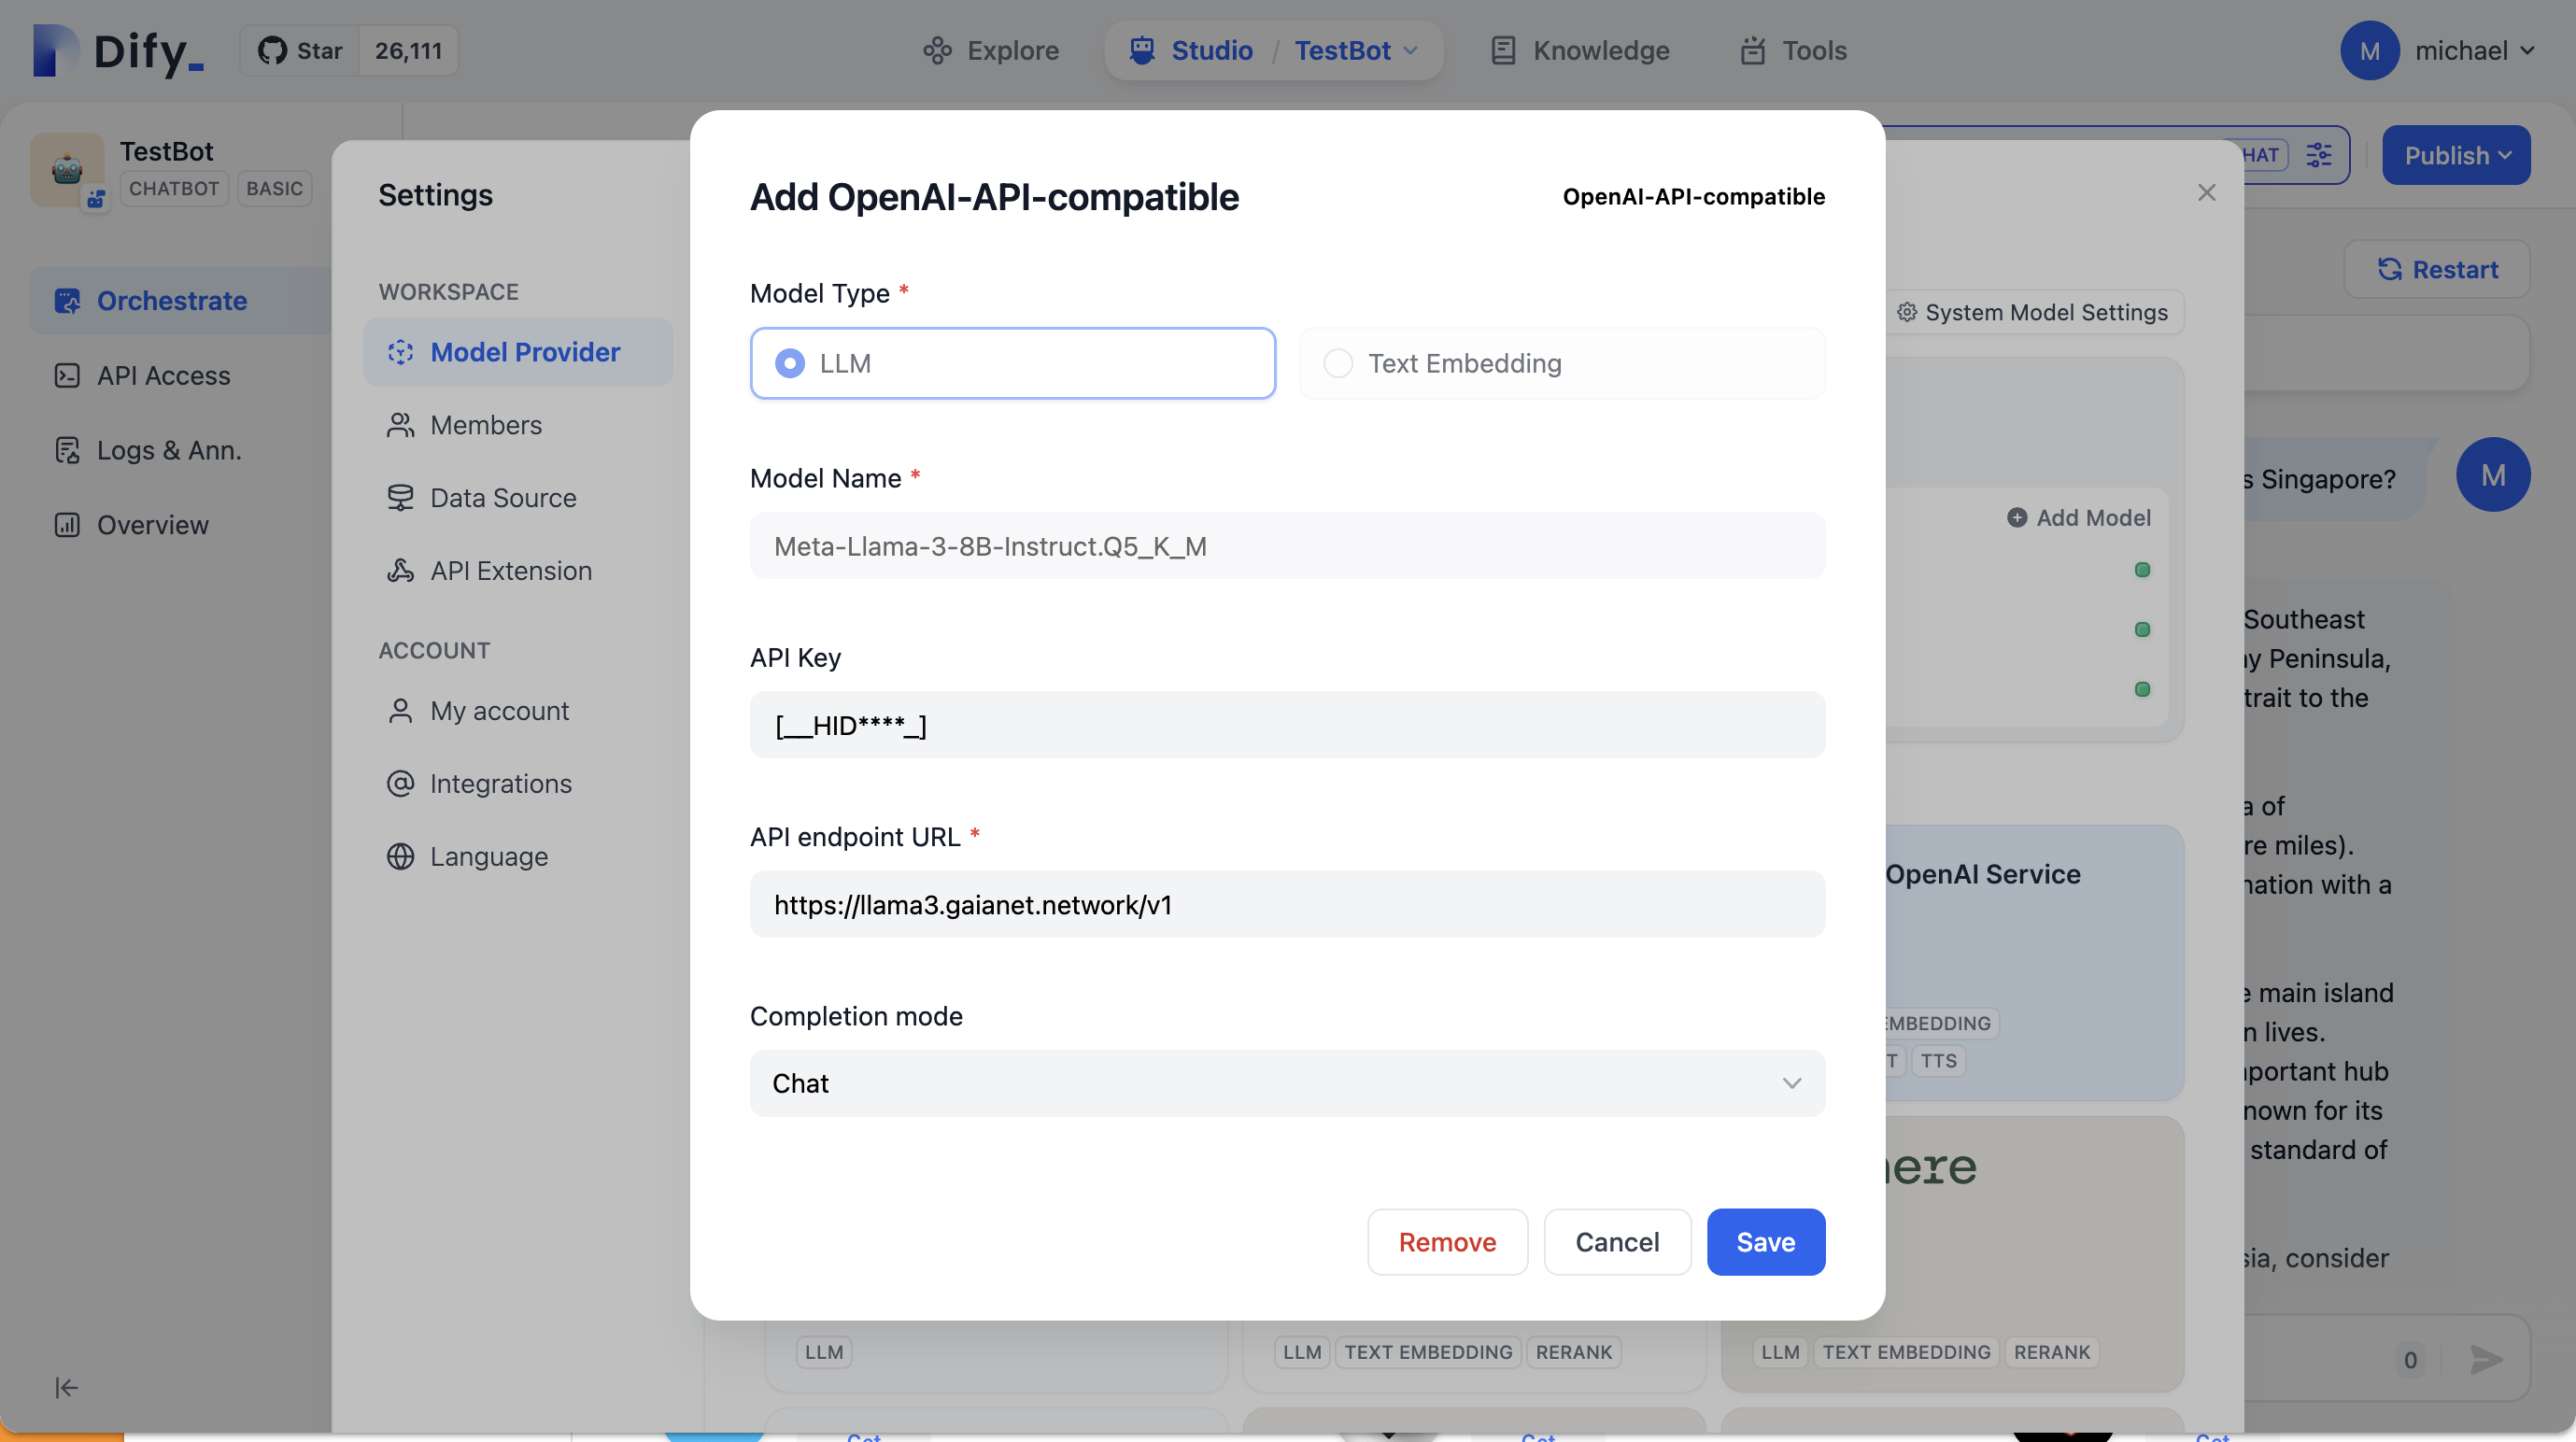 Dify_
Star 26,111
Explore
Studio / TestBot
Knowledge
Tools
M michael
TestBot
CHATBOT BASIC
Orchestrate
API Access
Logs & Ann.
Overview
Settings
WORKSPACE
Model Provider
Members
Data Source
API Extension
ACCOUNT
My account
Integrations
Language
Add OpenAI-API-compatible
OpenAI-API-compatible
Model Type *
LLM
Text Embedding
Model Name *
Meta-Llama-3-8B-Instruct.Q5_K_M
API Key
[__HID****_]
API endpoint URL *
https://llama3.gaianet.network/v1
Completion mode
Chat
Remove
Cancel
Save
HAT
Publish
Restart
System Model Settings
Add Model
s Singapore?
M
Southeast
y Peninsula,
trait to the
a of
re miles).
nation with a
main island
n lives.
portant hub
nown for its
standard of
sia, consider
0
OpenAI Service
EMBEDDING
T TTS
ere
LLM
LLM TEXT EMBEDDING RERANK
LLM TEXT EMBEDDING RERANK